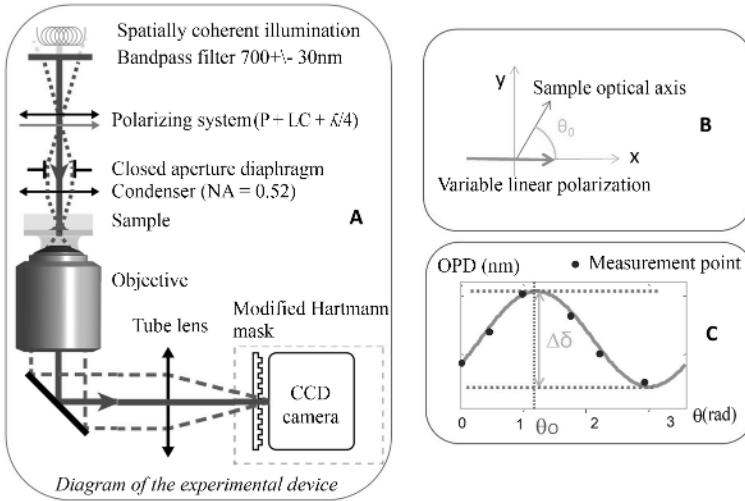 Spatially coherent illumination
Bandpass filter 700+\- 30nm
Polarizing system (P + LC + λ/4)
Closed aperture diaphragm
Condenser (NA = 0.52)
A
Sample
Objective
Tube lens
Modified Hartmann
mask
CCD
camera
Diagram of the experimental device
y
Sample optical axis
B
θ0
x
Variable linear polarization
OPD (nm)
Measurement point
C
Δδ
0
1
θo
2
3
θ(rad)